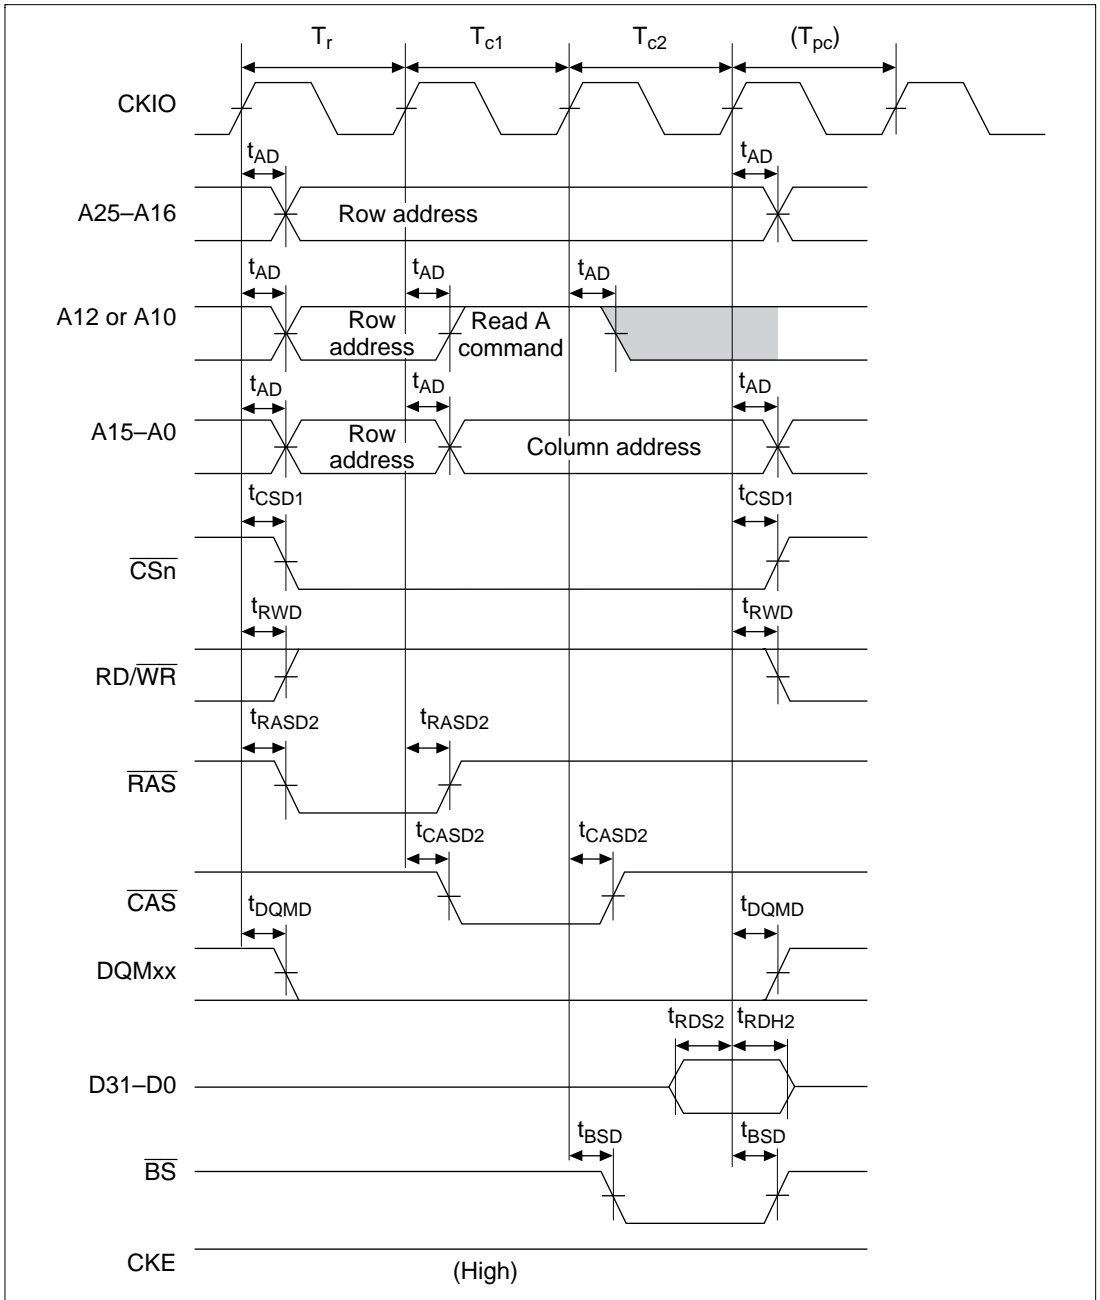 Tr Tc1 Tc2 (Tpc)
CKIO
tAD tAD
A25–A16 Row address
tAD tAD tAD
A12 or A10 Row address Read A command
tAD tAD tAD
A15–A0 Row address Column address
tCSD1 tCSD1
CSn
tRWD tRWD
RD/WR
tRASD2 tRASD2
RAS
tCASD2 tCASD2
CAS
tDQMD tDQMD
DQMxx
tRDS2 tRDH2
D31–D0
tBSD tBSD
BS
CKE
(High)